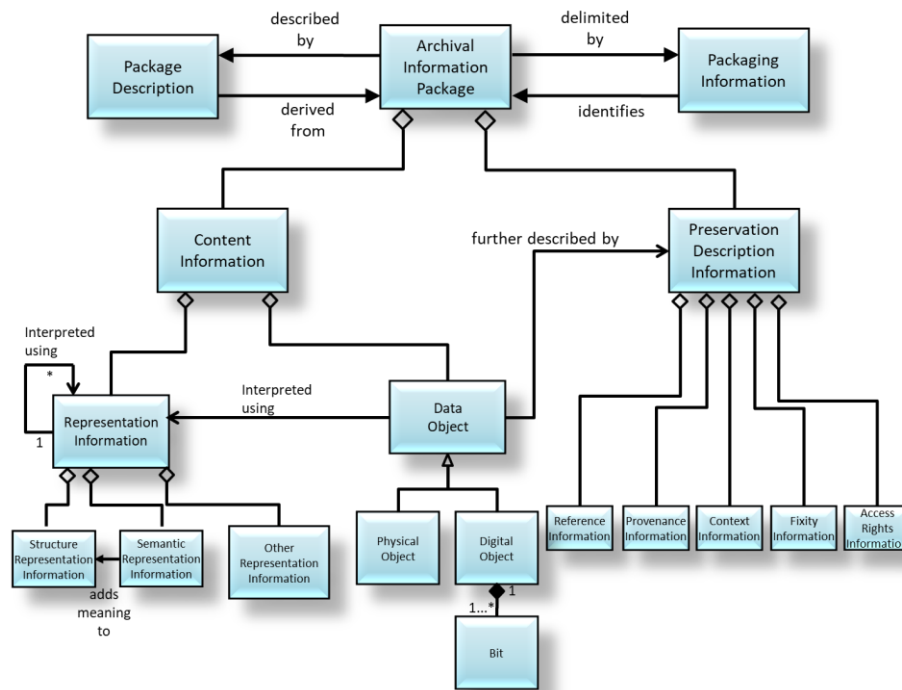 described
by
delimited
by
Package
Description
Archival
Information
Package
Packaging
Information
derived
from
identifies
Content
Information
further described by
Preservation
Description
Information
Interpreted
using
*
1
Representation
Information
Interpreted
using
Data
Object
Structure
Representation
Information
Semantic
Representation
Information
Other
Representation
Information
adds
meaning
to
Physical
Object
Digital
Object
1
1...*
Bit
Reference
Information
Provenance
Information
Context
Information
Fixity
Information
Access
Rights
Information